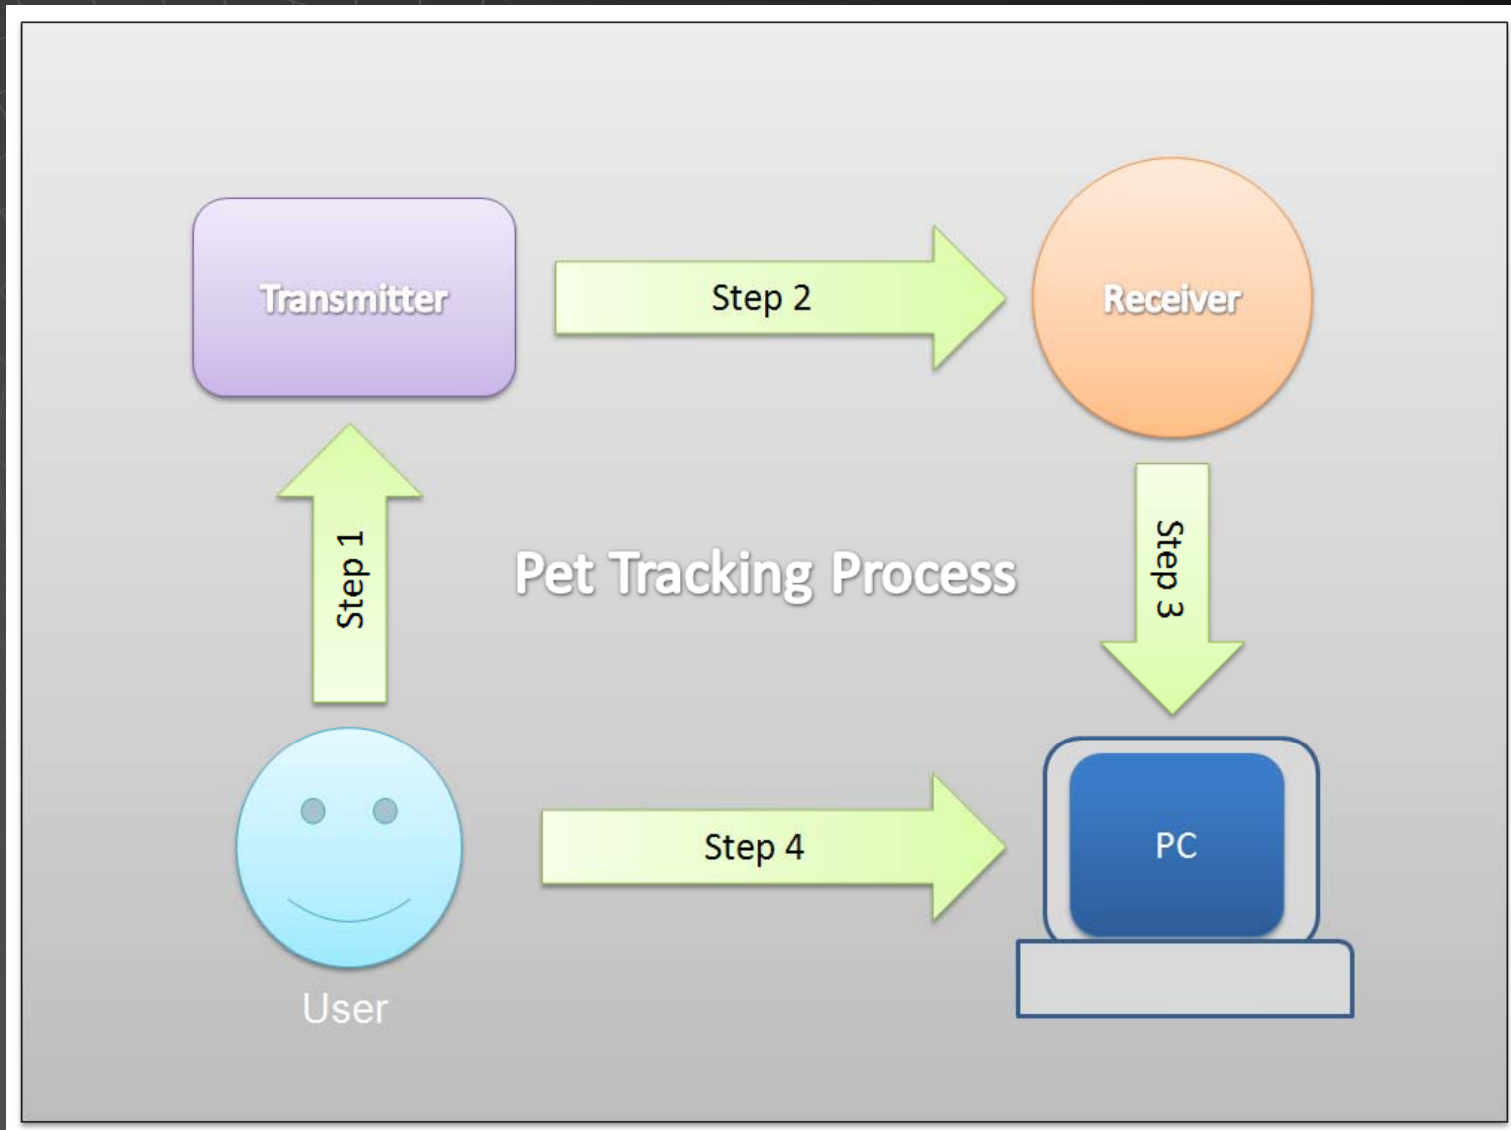 Transmitter
Step 2
Receiver
Step 1
Pet Tracking Process
Step 3
Step 4
PC
User